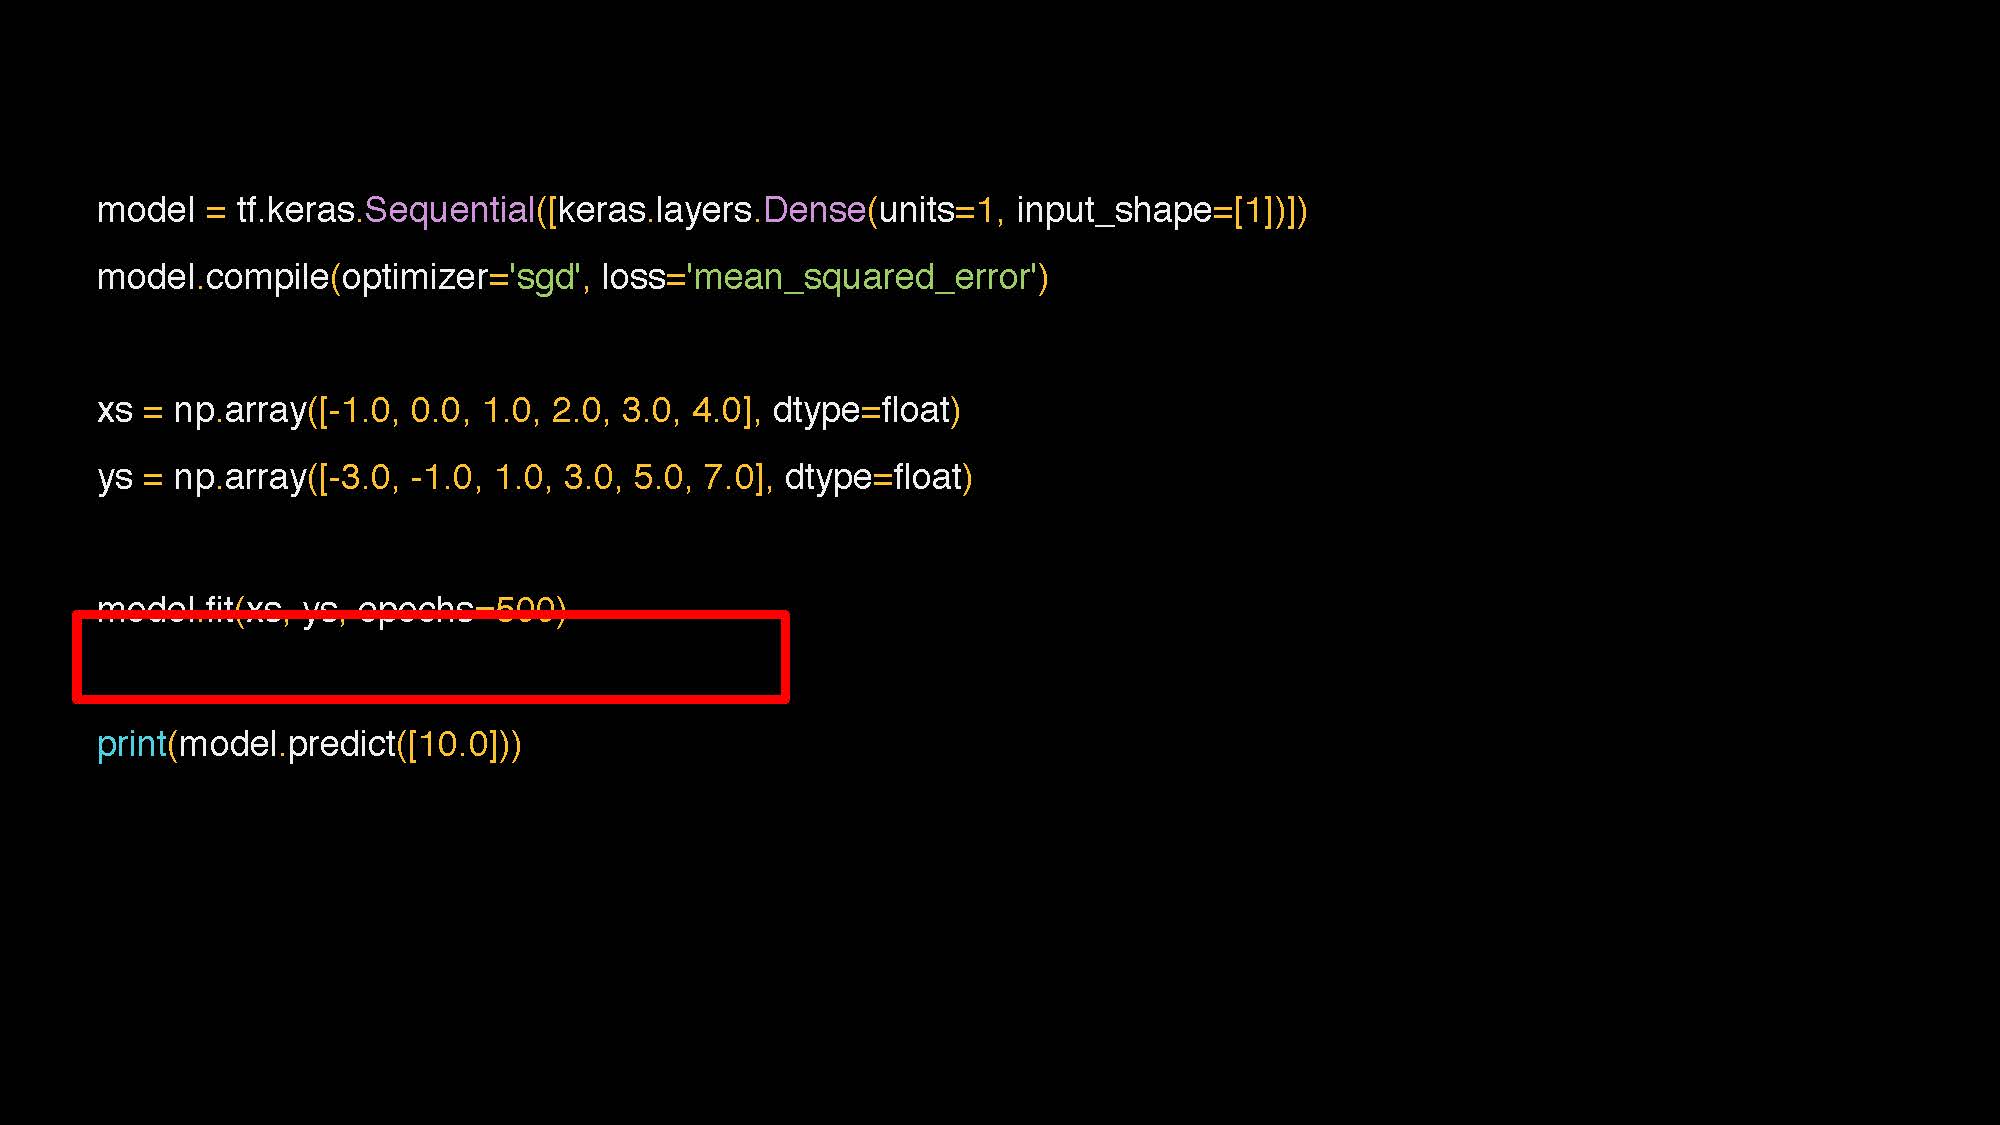 model = tf.keras.Sequential([keras.layers.Dense(units=1, input_shape=[1])])
model.compile(optimizer='sgd', loss='mean_squared_error')
xs = np.array([-1.0, 0.0, 1.0, 2.0, 3.0, 4.0], dtype=float)
ys = np.array([-3.0, -1.0, 1.0, 3.0, 5.0, 7.0], dtype=float)
model.fit(xs, ys, epochs=500)
print(model.predict([10.0]))